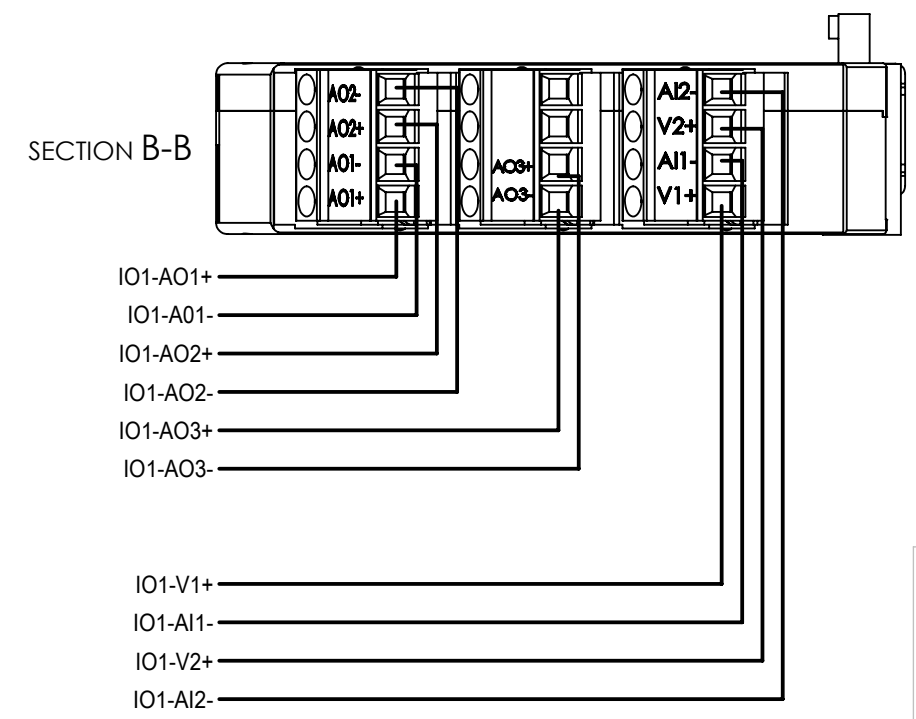 SECTION B-B
AO2-
AO2+
AO1-
AO1+
AO3+
AO3-
AI2-
V2+
AI1-
V1+
IO1-AO1+
IO1-A01-
IO1-AO2+
IO1-AO2-
IO1-AO3+
IO1-AO3-
IO1-V1+
IO1-AI1-
IO1-V2+
IO1-AI2-